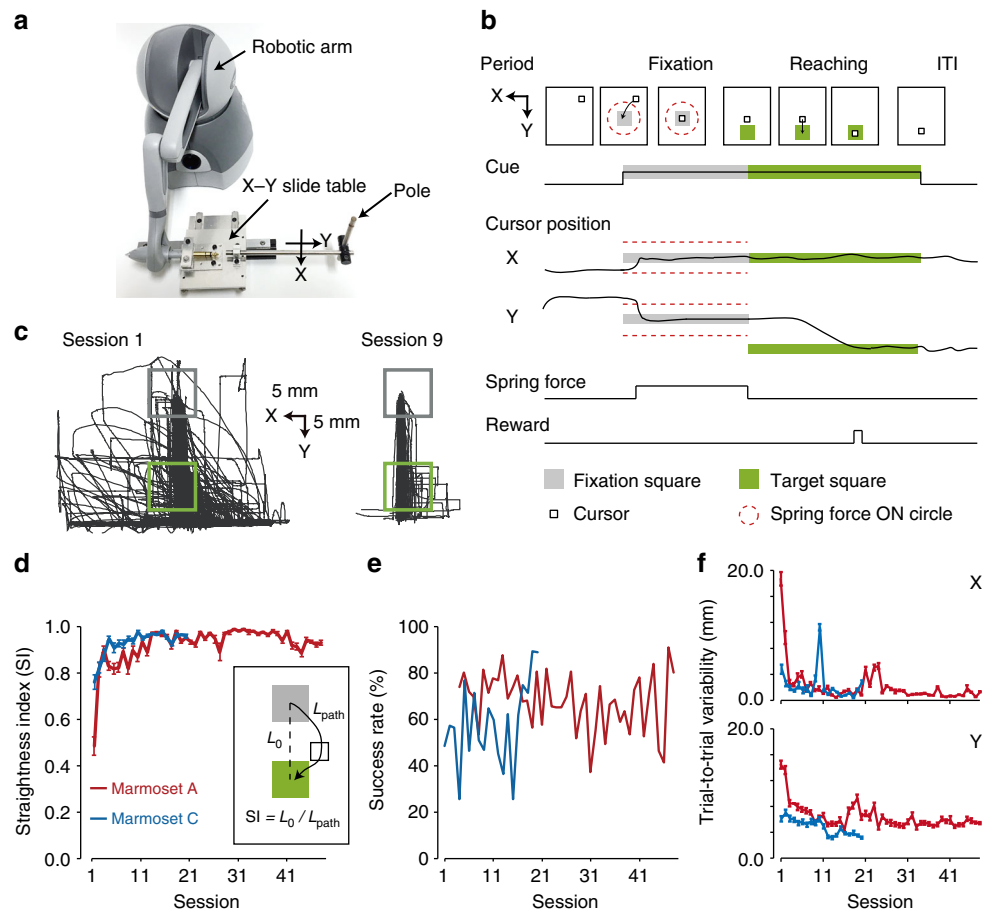 a
Robotic arm
X–Y slide table
Pole
Y
X
b
Period Fixation Reaching ITI
X
Y
Cue
Cursor position
X
Y
Spring force
Reward
Fixation square
Target square
Cursor
Spring force ON circle
c
Session 1
Session 9
5 mm
X
5 mm
Y
d
Straightness index (SI)
1.0
0.8
0.6
0.4
0.2
0.0
Marmoset A
Marmoset C
Lpath
L0
SI = L0 / Lpath
1 11 21 31 41
Session
e
Success rate (%)
100
80
60
40
20
0
1 11 21 31 41
Session
f
Trial-to-trial variability (mm)
20.0
X
0.0
20.0
Y
0.0
1 11 21 31 41
Session